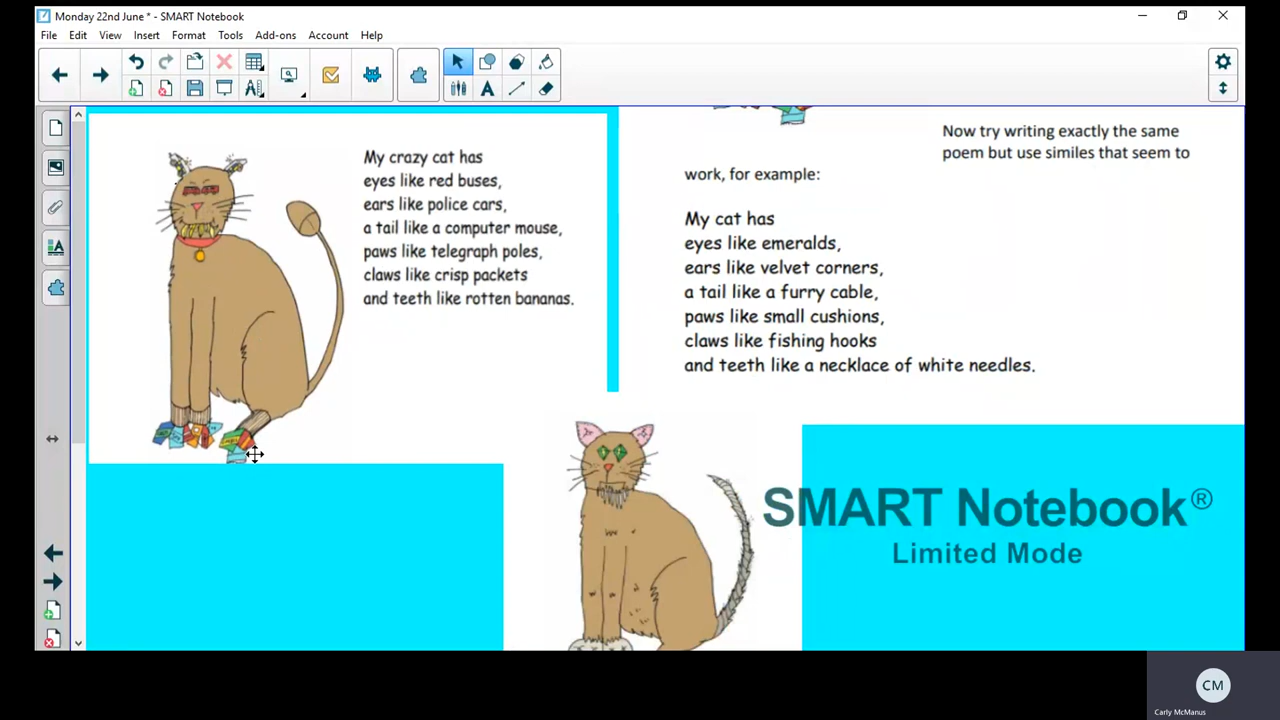 Monday 22nd June * - SMART Notebook
File Edit View Insert Format Tools Add-ons Account Help
My crazy cat has
eyes like red buses,
ears like police cars,
a tail like a computer mouse,
paws like telegraph poles,
claws like crisp packets
and teeth like rotten bananas.
Now try writing exactly the same
poem but use similes that seem to
work, for example:
My cat has
eyes like emeralds,
ears like velvet corners,
a tail like a furry cable,
paws like small cushions,
claws like fishing hooks
and teeth like a necklace of white needles.
SMART Notebook®
Limited Mode
CM
Carly McManus